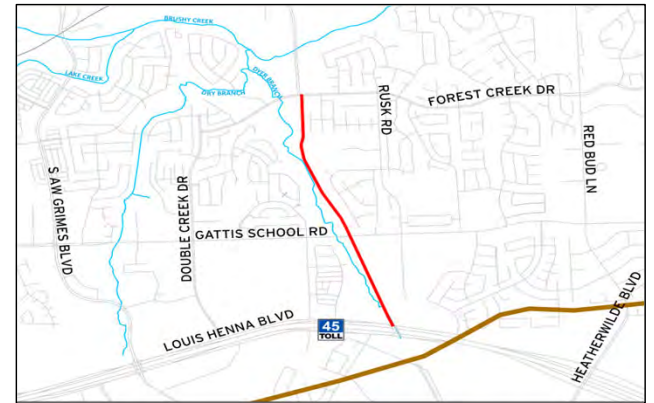 BRUSHY CREEK
LAKE CREEK
DRY BRANCH
DYER BRANCH
RUSK RD
FOREST CREEK DR
RED BUD LN
S AW GRIMES BLVD
DOUBLE CREEK DR
GATTIS SCHOOL RD
LOUIS HENNA BLVD
45
TOLL
HEATHERWILDE BLVD